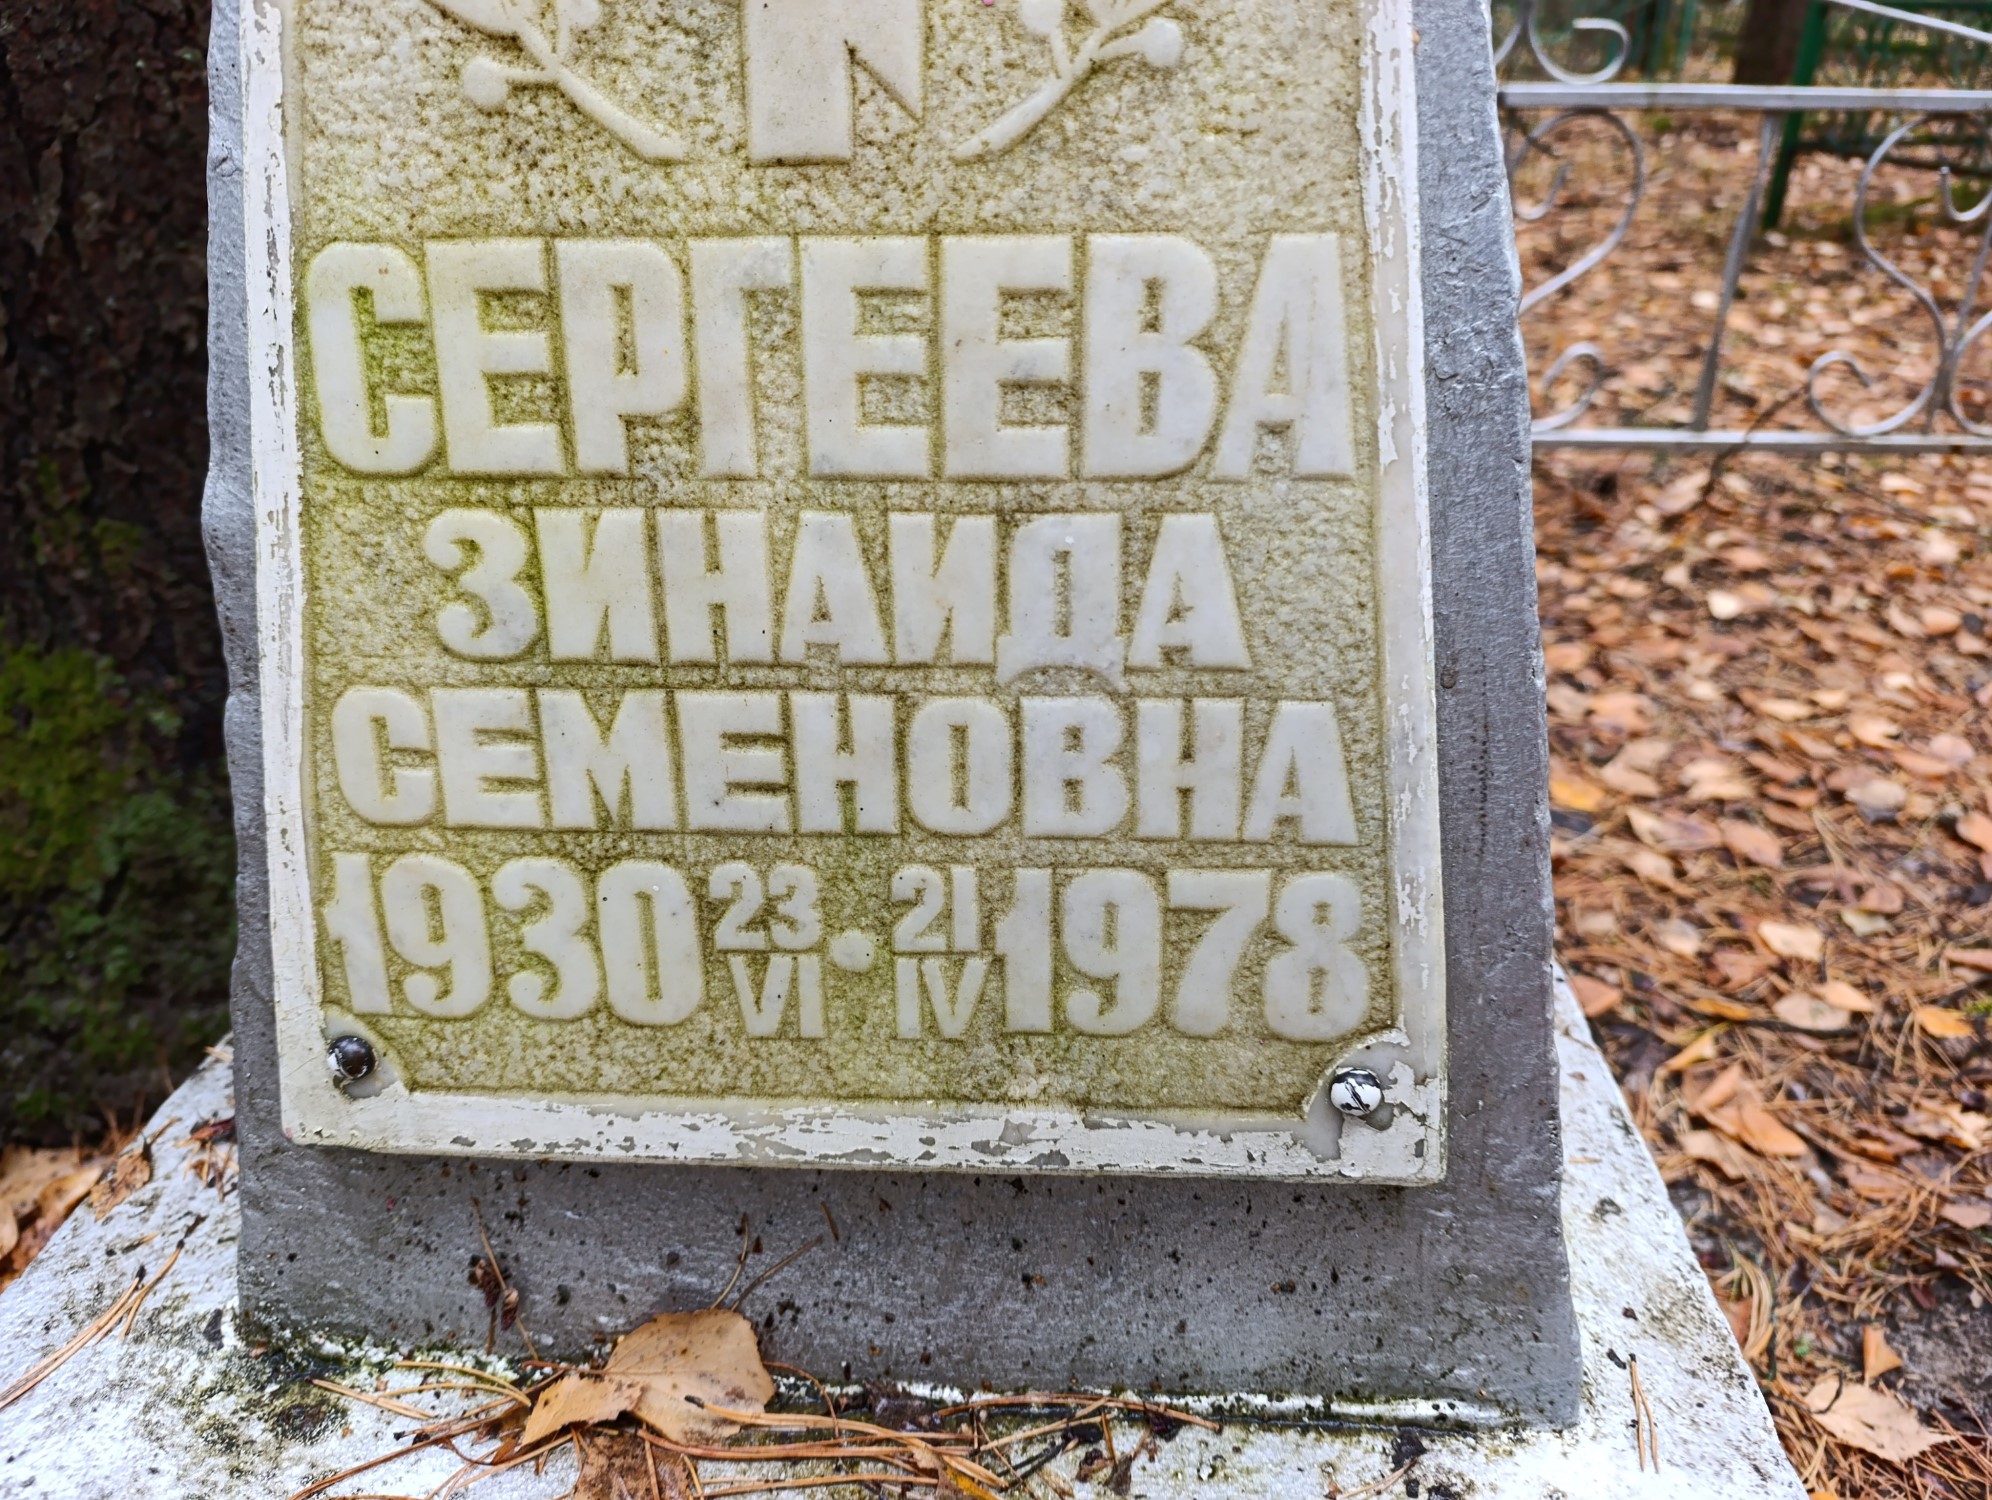 СЕРГЕЕВА
ЗИНАИДА
СЕМЕНОВНА
1930 23 VI • 21 IV 1978